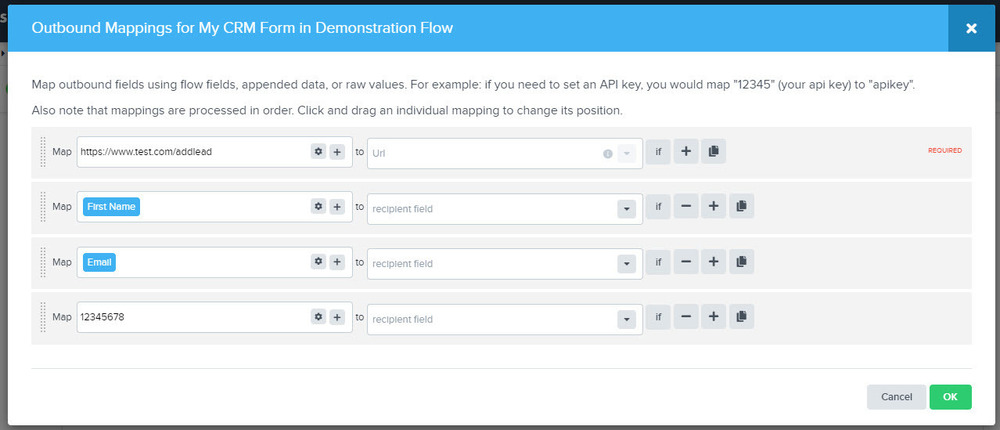 Outbound Mappings for My CRM Form in Demonstration Flow
Map outbound fields using flow fields, appended data, or raw values. For example: if you need to set an API key, you would map "12345" (your api key) to "apikey".
Also note that mappings are processed in order. Click and drag an individual mapping to change its position.
Map https://www.test.com/addlead to Url if REQUIRED
Map First Name to recipient field if
Map Email to recipient field if
Map 12345678 to recipient field if
Cancel OK